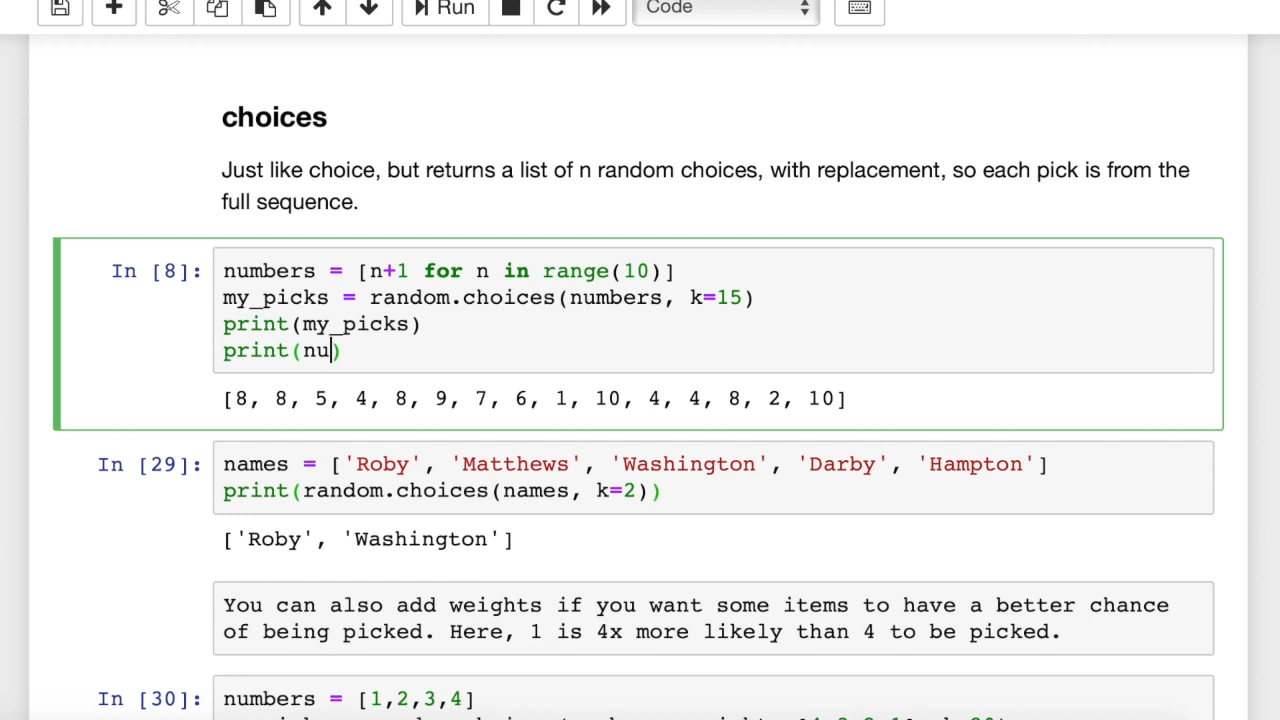 Run
Code
choices
Just like choice, but returns a list of n random choices, with replacement, so each pick is from the
full sequence.
In [8]:
numbers = [n+1 for n in range(10)]
my_picks = random.choices(numbers, k=15)
print(my_picks)
print(nu)
[8, 8, 5, 4, 8, 9, 7, 6, 1, 10, 4, 4, 8, 2, 10]
In [29]:
names = ['Roby', 'Matthews', 'Washington', 'Darby', 'Hampton']
print(random.choices(names, k=2))
['Roby', 'Washington']
You can also add weights if you want some items to have a better chance
of being picked. Here, 1 is 4x more likely than 4 to be picked.
In [30]:
numbers = [1,2,3,4]